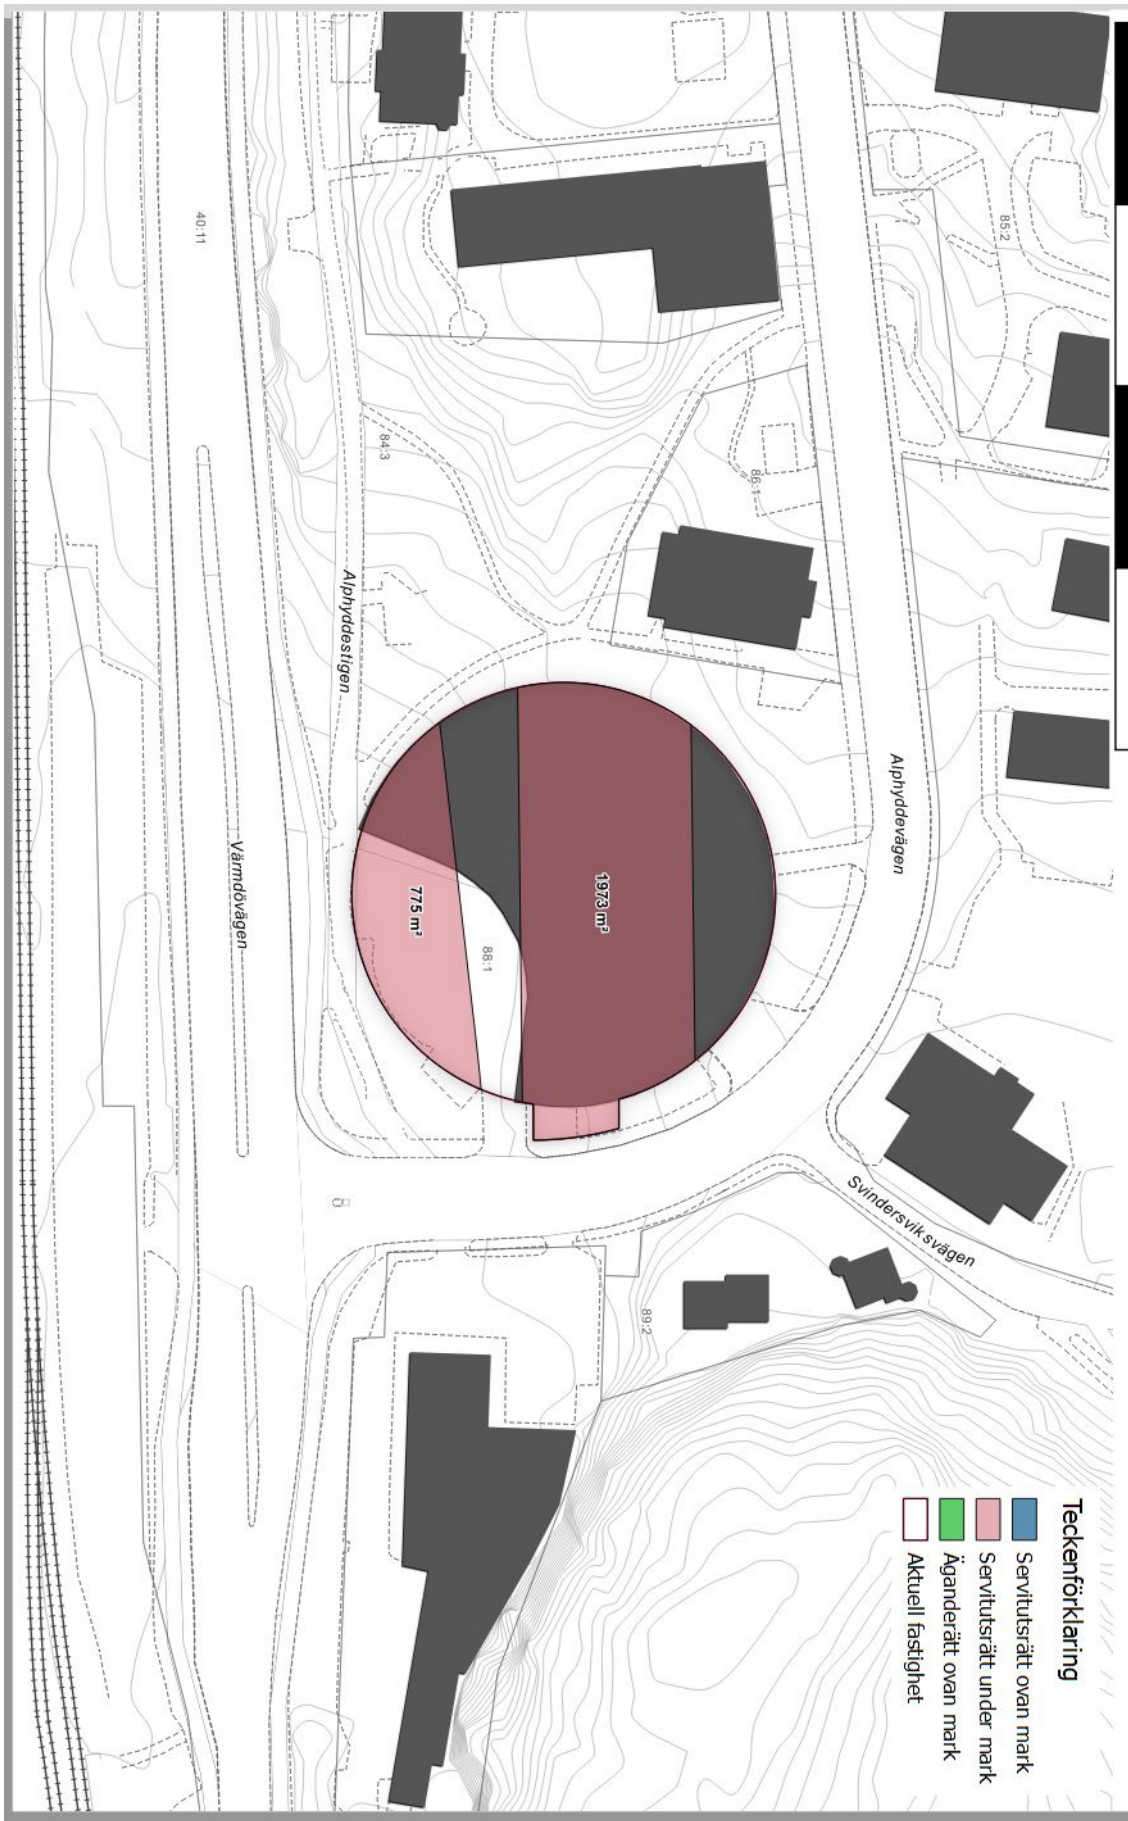 Teckenförklaring
Servitutsrätt ovan mark
Servitutsrätt under mark
Äganderätt ovan mark
Aktuell fastighet
85:2
40:11
84:3
86:1
Alphyddestigen
Alphyddevägen
Värmdövägen
1973 m²
775 m²
88:1
Svindersviksvägen
89:2